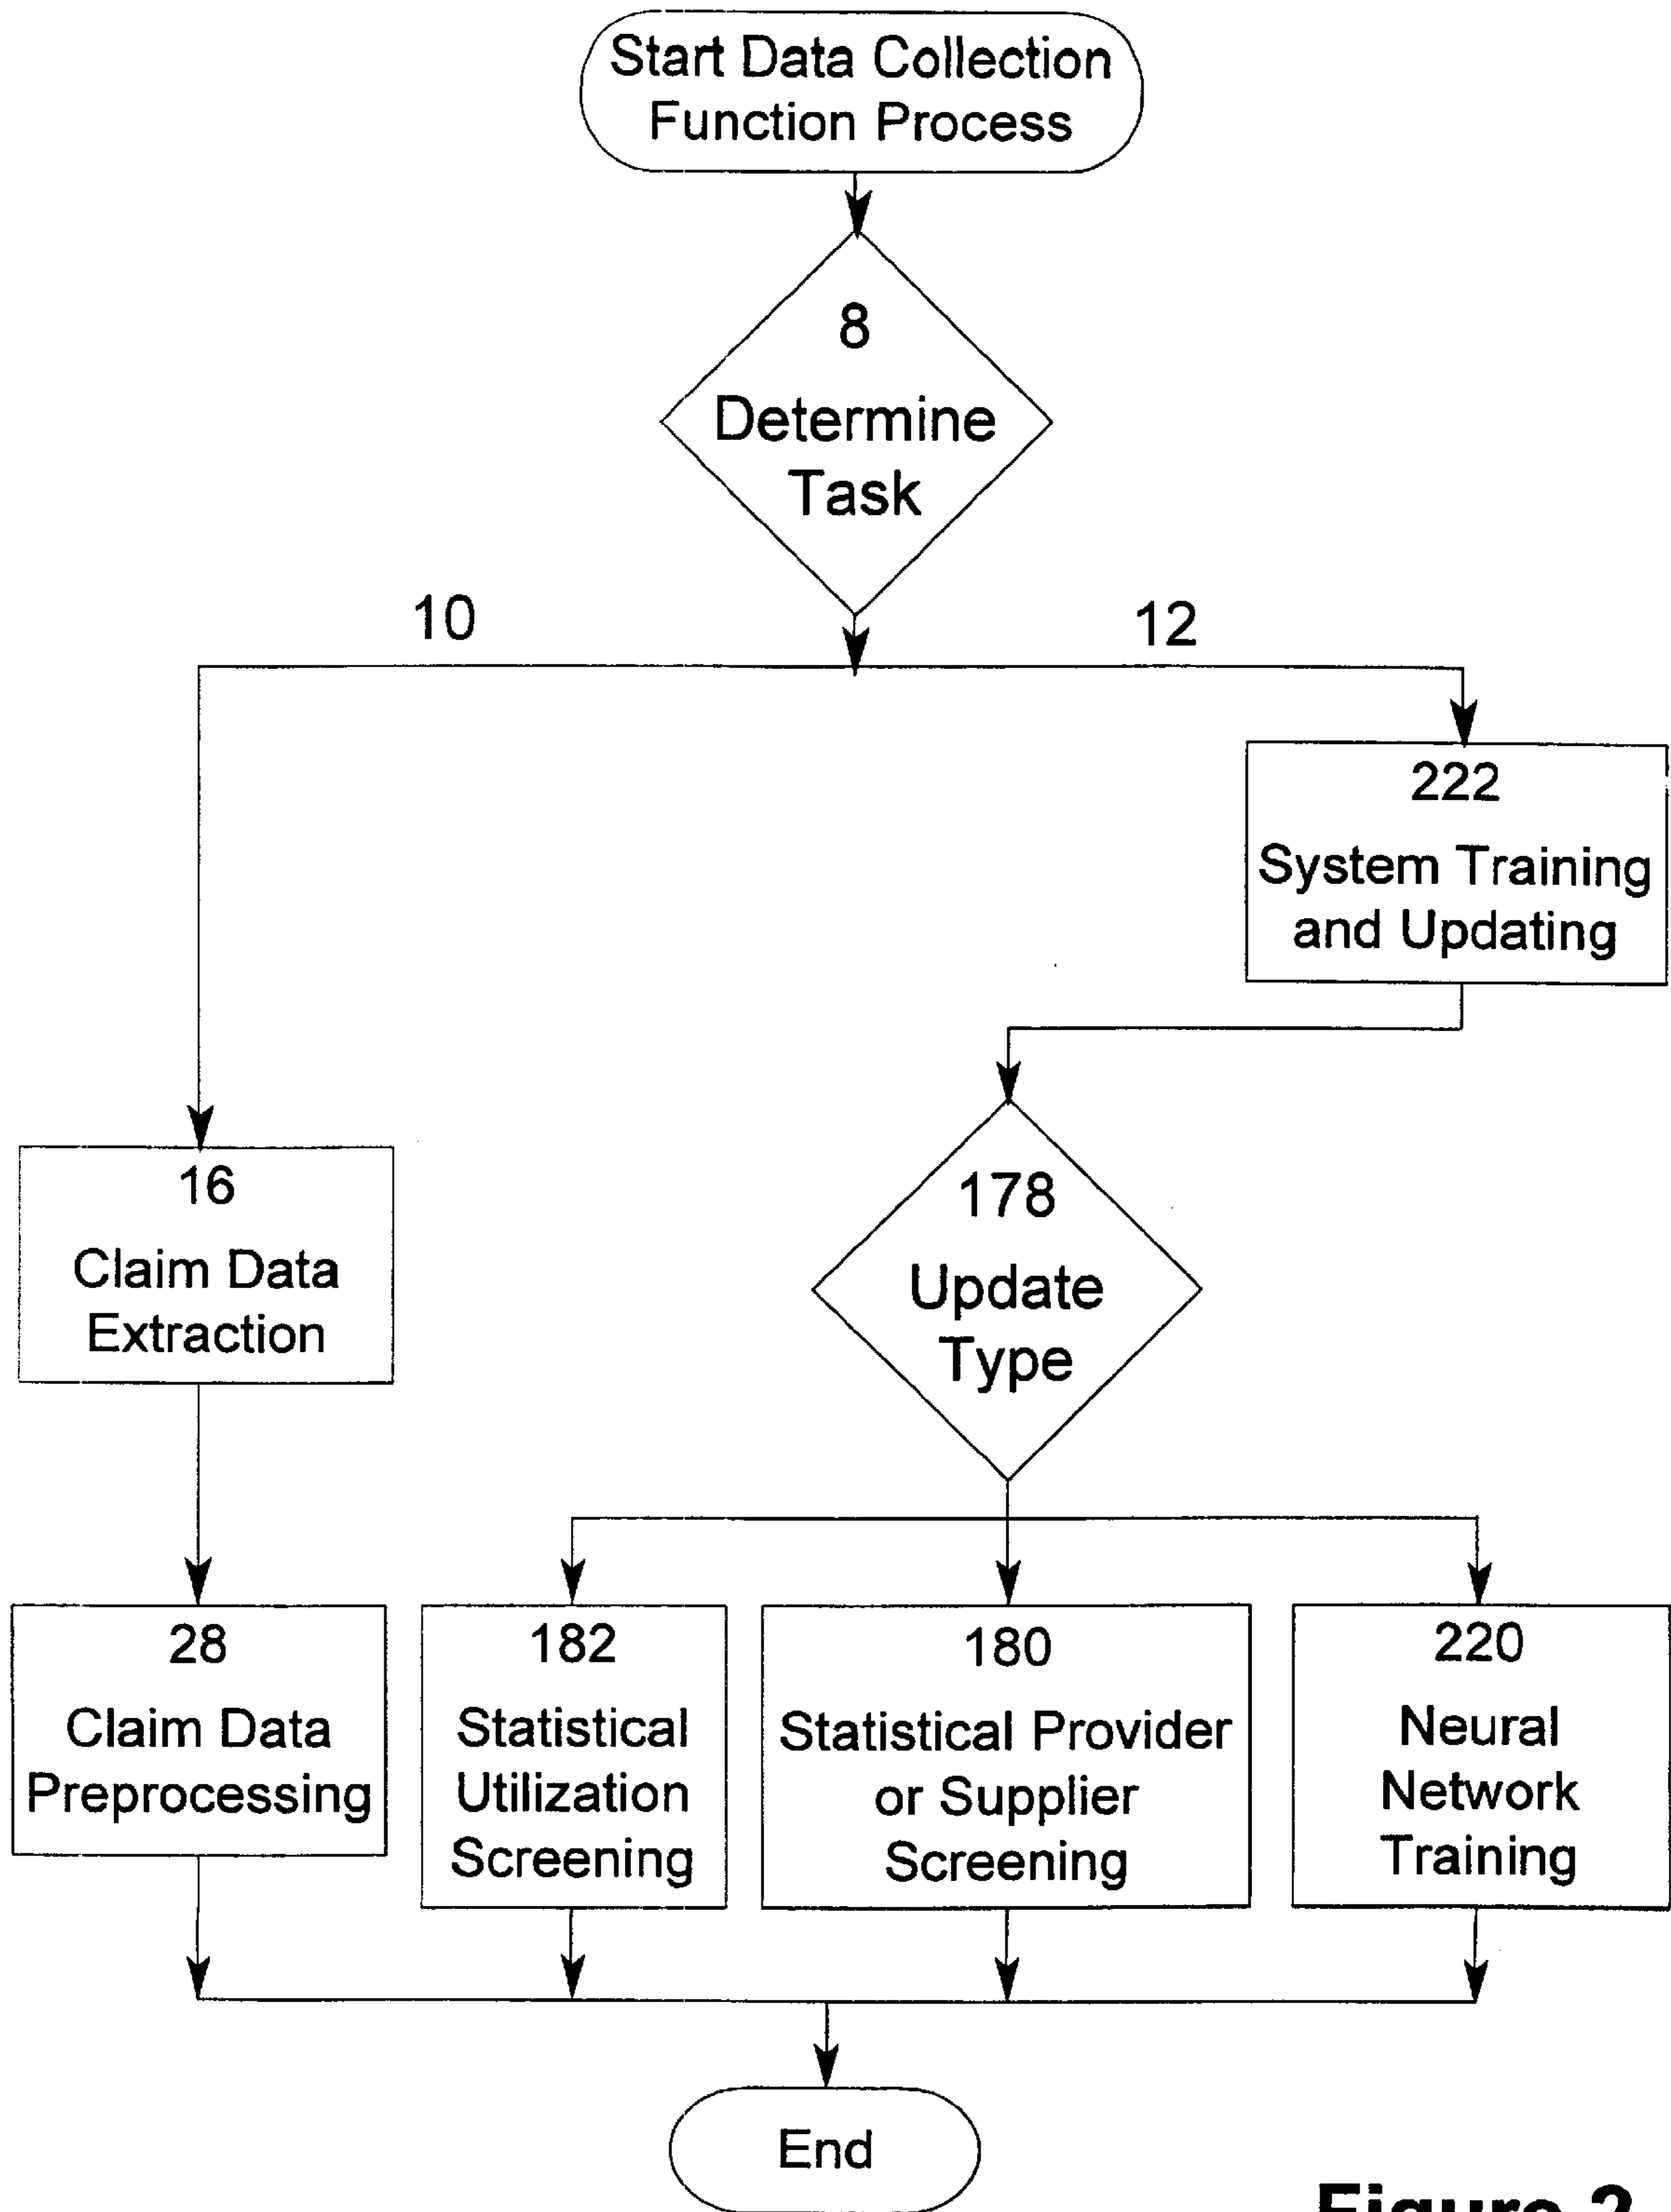 Start Data Collection
Function Process
8
Determine
Task
10
12
222
System Training
and Updating
16
Claim Data
Extraction
178
Update
Type
28
Claim Data
Preprocessing
182
Statistical
Utilization
Screening
180
Statistical Provider
or Supplier
Screening
220
Neural
Network
Training
End
Figure 2